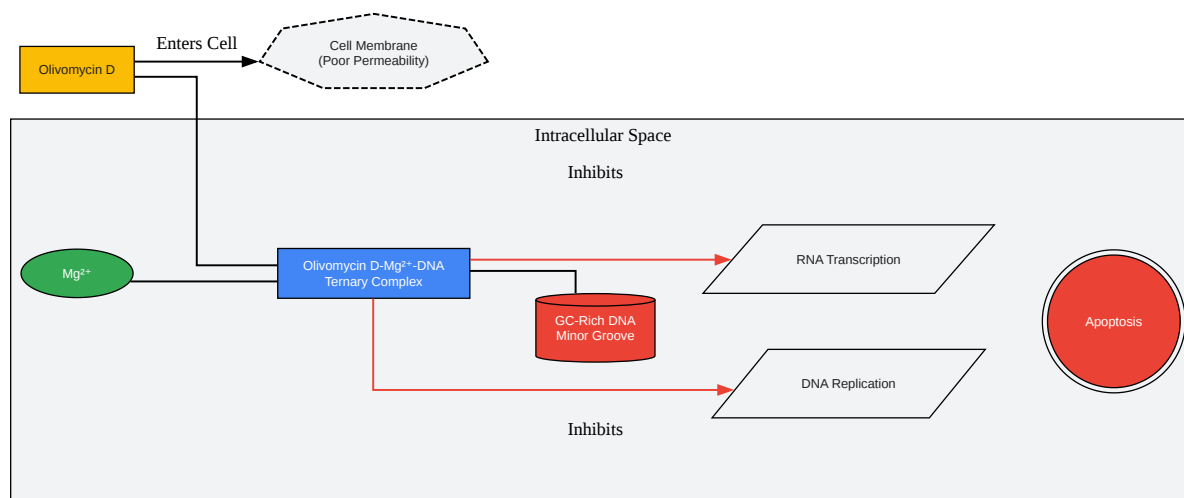 Enters Cell
Cell Membrane
(Poor Permeability)
Olivomycin D
Intracellular Space
Inhibits
RNA Transcription
Mg²⁺
Olivomycin D-Mg²⁺-DNA
Ternary Complex
GC-Rich DNA
Minor Groove
Apoptosis
DNA Replication
Inhibits